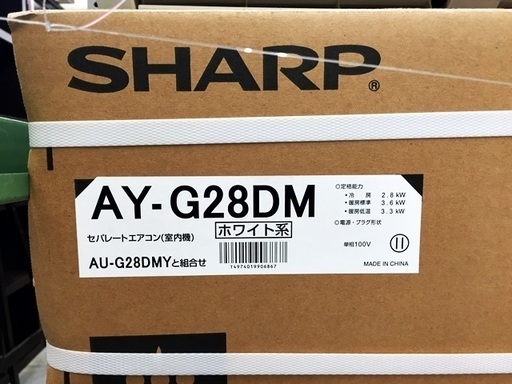 SHARP®
AY-G28DM
セパレートエアコン(室内機)
ホワイト系
AU-G28DMYと組合せ
14974019906867
◎定格能力
・冷 房 2.8 kW
・暖房標準 3.6 kW
・暖房低温 3.3 kW
◎電源・プラグ形状
単相100V
MADE IN CHINA